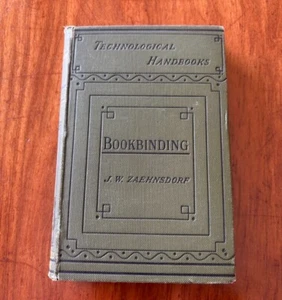 TECHNOLOGICAL
HANDBOOKS
BOOKBINDING
J. W. ZAEHNSDORF